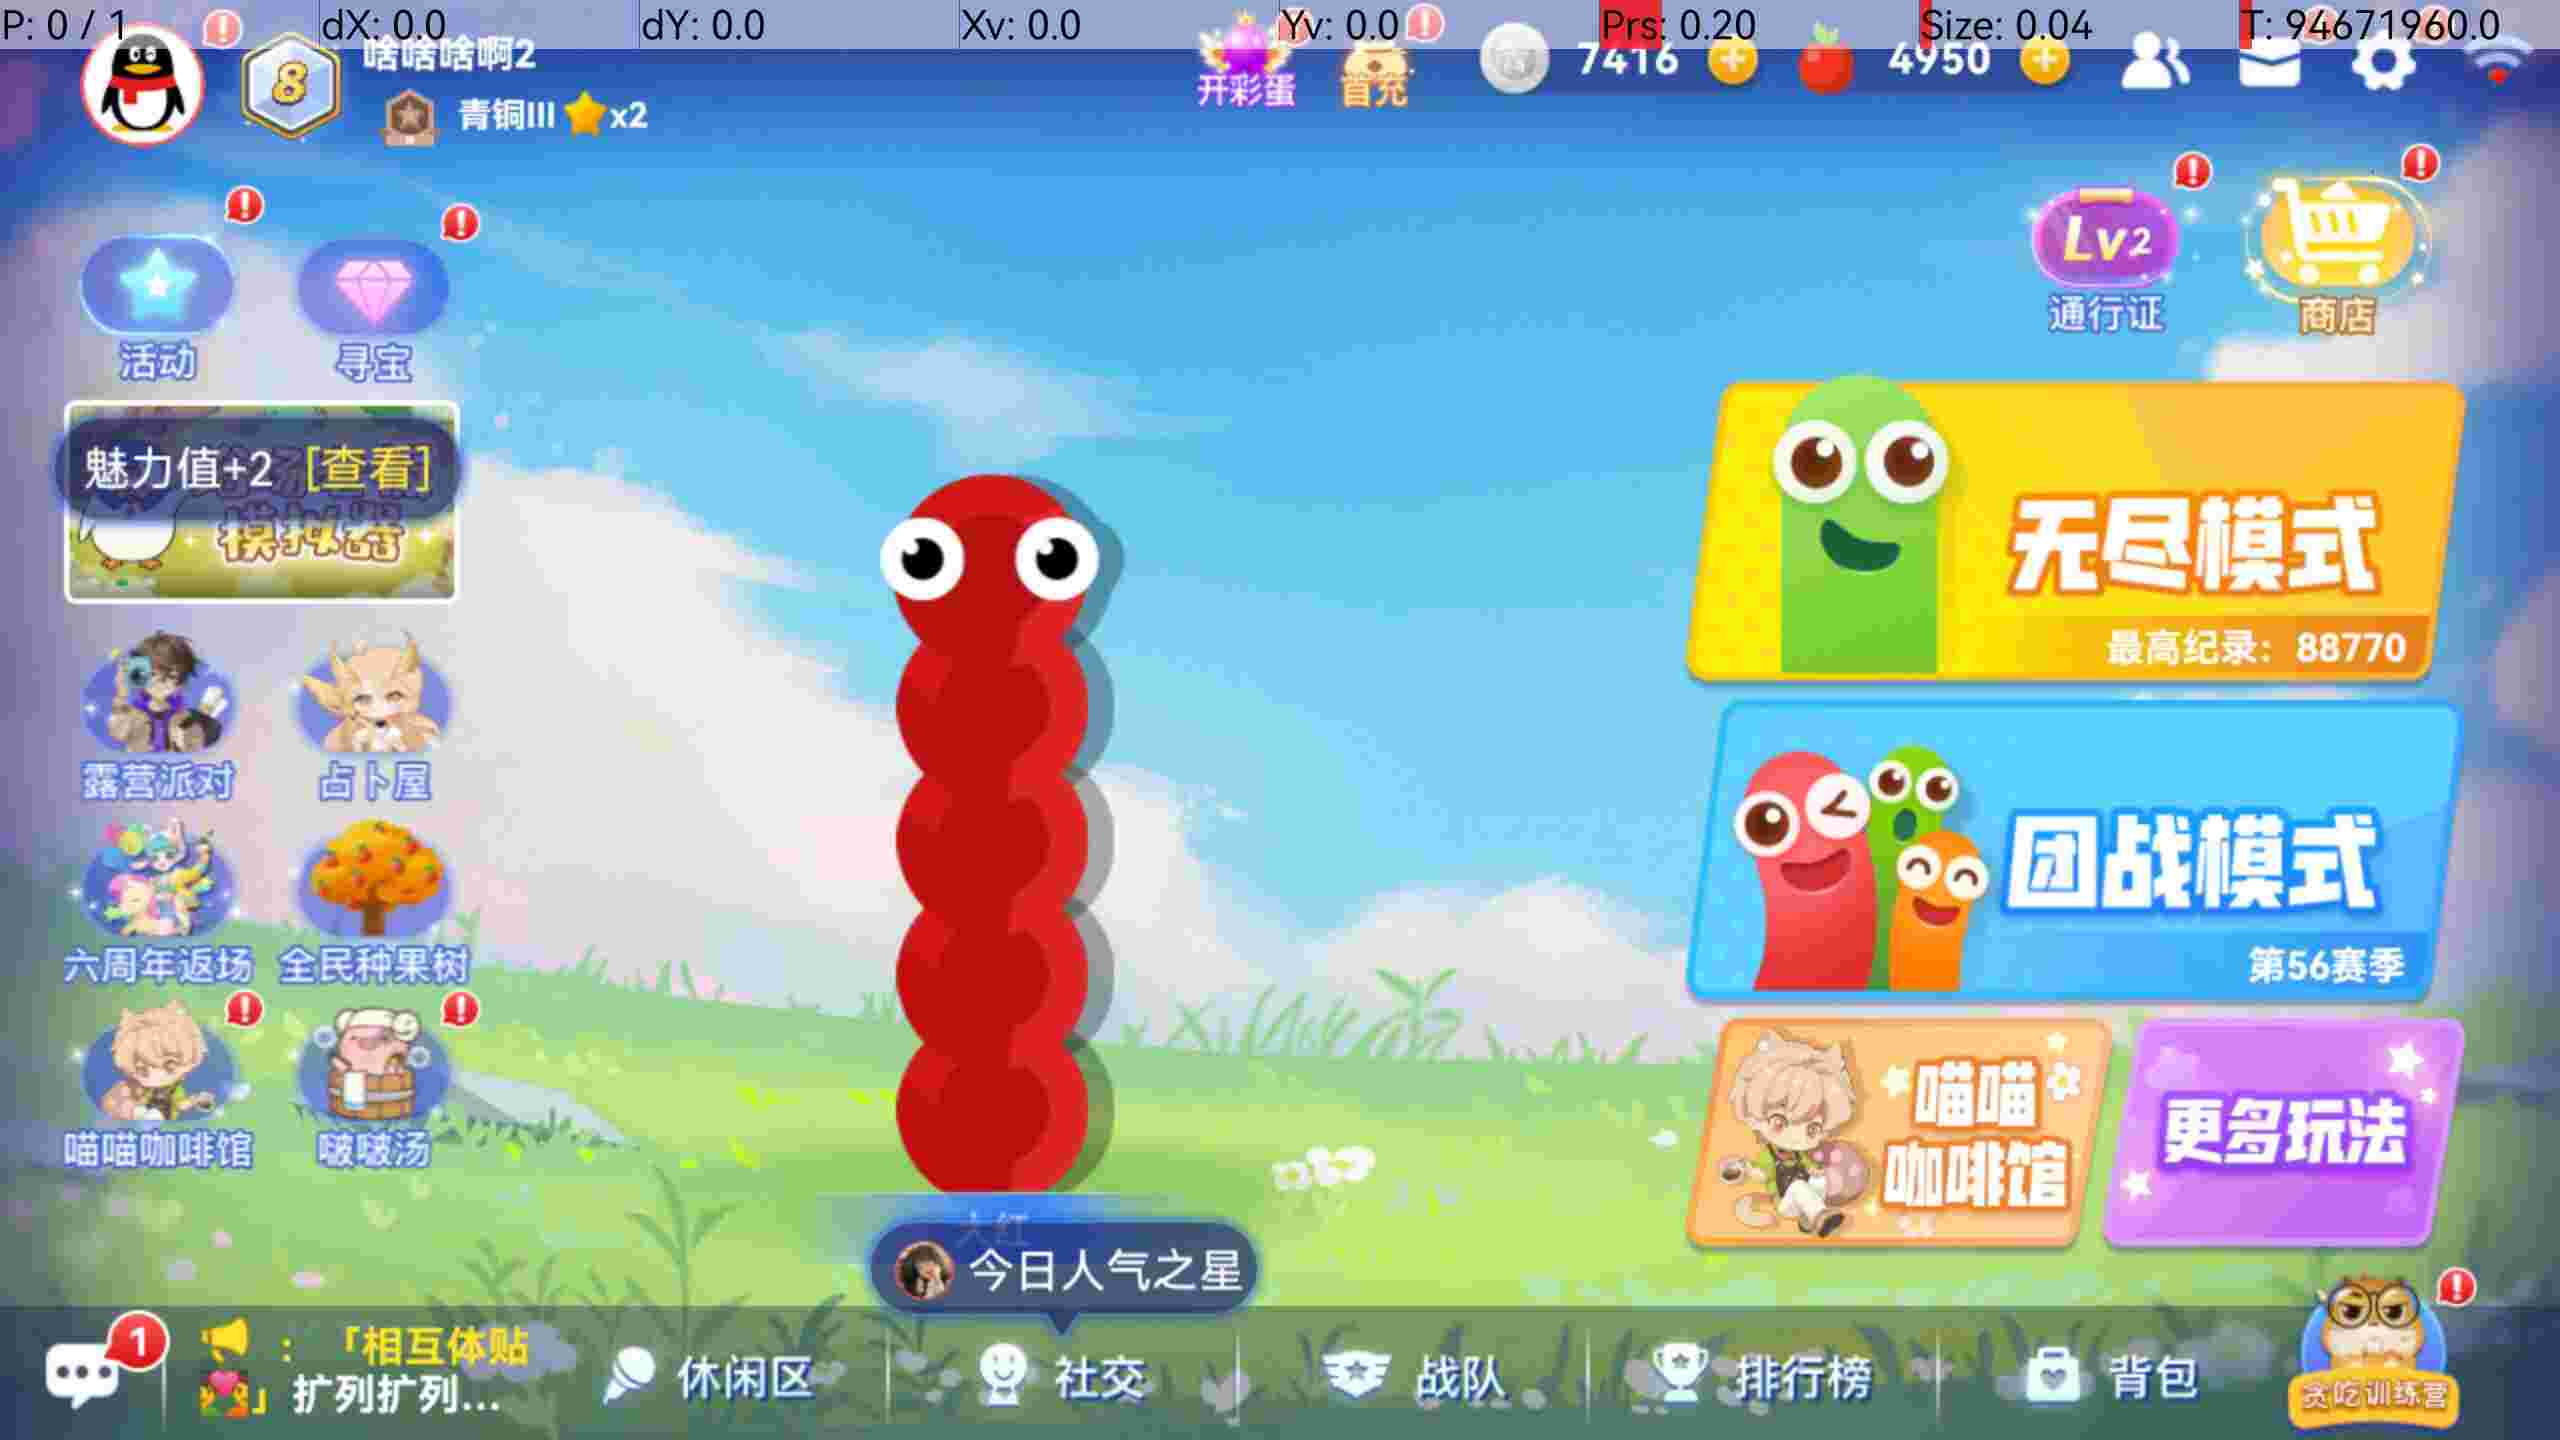 P: 0 / 1
dX: 0.0
dY: 0.0
Xv: 0.0
Yv: 0.0
Prs: 0.20
Size: 0.04
T: 94671960.0
8
啥啥啥啊2
青铜III
x2
开彩蛋
首充
7416
4950
活动
寻宝
Lv2
通行证
商店
魅力值+2 [查看]
模拟器
无尽模式
最高纪录：88770
露营派对
占卜屋
团战模式
第56赛季
六周年返场
全民种果树
喵喵咖啡馆
啵啵汤
喵喵
咖啡馆
更多玩法
大红
今日人气之星
1
：「相互体贴
」扩列扩列...
休闲区
社交
战队
排行榜
背包
贪吃训练营